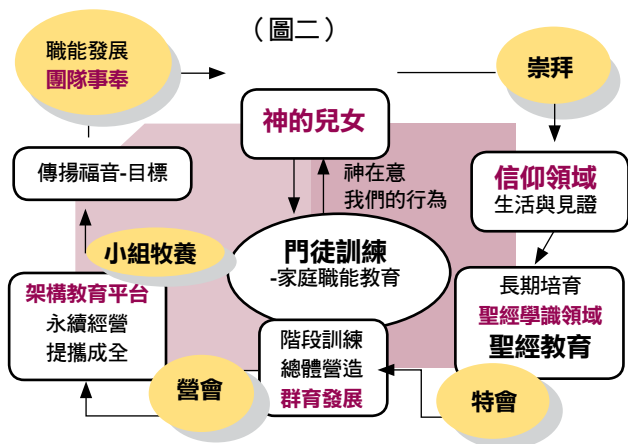 （圖二）
職能發展
團隊事奉
崇拜
神的兒女
傳揚福音-目標
神在意
我們的行為
信仰領域
生活與見證
小組牧養
門徒訓練
-家庭職能教育
架構教育平台
永續經營
提攜成全
階段訓練
總體營造
群育發展
長期培育
聖經學識領域
聖經教育
營會
特會